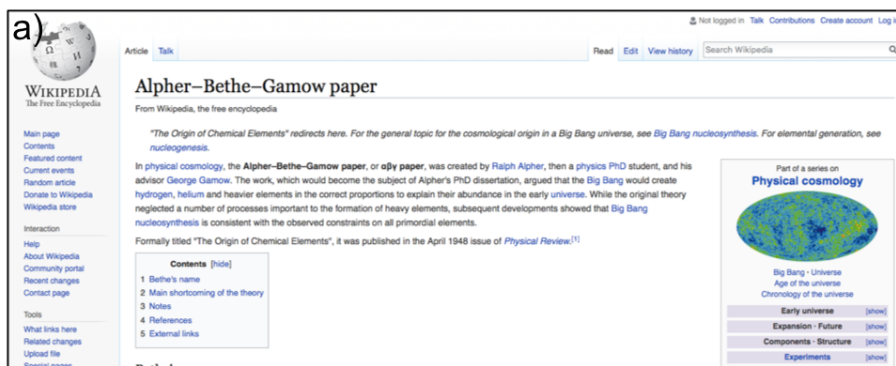 a)
Not logged in Talk Contributions Create account Log i
Article Talk
Read Edit View history Search Wikipedia
WIKIPEDIA
The Free Encyclopedia
Main page
Contents
Featured content
Current events
Random article
Donate to Wikipedia
Wikipedia store
Interaction
Help
About Wikipedia
Community portal
Recent changes
Contact page
Tools
What links here
Related changes
Upload file
Special pages
Alpher–Bethe–Gamow paper
From Wikipedia, the free encyclopedia
"The Origin of Chemical Elements" redirects here. For the general topic for the cosmological origin in a Big Bang universe, see Big Bang nucleosynthesis. For elemental generation, see
nucleogenesis.
In physical cosmology, the Alpher–Bethe–Gamow paper, or αβγ paper, was created by Ralph Alpher, then a physics PhD student, and his
advisor George Gamow. The work, which would become the subject of Alpher's PhD dissertation, argued that the Big Bang would create
hydrogen, helium and heavier elements in the correct proportions to explain their abundance in the early universe. While the original theory
neglected a number of processes important to the formation of heavy elements, subsequent developments showed that Big Bang
nucleosynthesis is consistent with the observed constraints on all primordial elements.
Formally titled "The Origin of Chemical Elements", it was published in the April 1948 issue of Physical Review.[1]
Contents [hide]
1 Bethe's name
2 Main shortcoming of the theory
3 Notes
4 References
5 External links
Part of a series on
Physical cosmology
Big Bang · Universe
Age of the universe
Chronology of the universe
Early universe [show]
Expansion · Future [show]
Components · Structure [show]
Experiments [show]